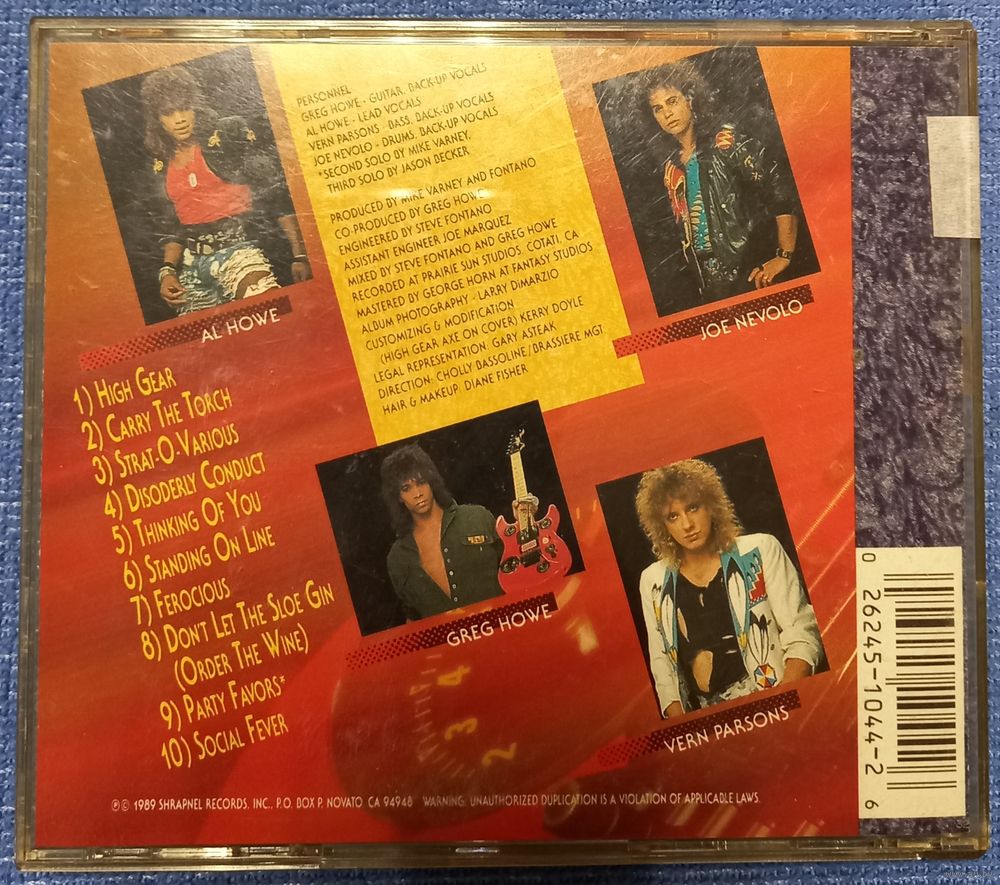 PERSONNEL
GREG HOWE - GUITAR, BACK-UP VOCALS
AL HOWE - LEAD VOCALS
VERN PARSONS - BASS, BACK-UP VOCALS
JOE NEVOLO - DRUMS, BACK-UP VOCALS
*SECOND SOLO BY MIKE VARNEY,
THIRD SOLO BY JASON BECKER
PRODUCED BY MIKE VARNEY AND FONTANO
CO-PRODUCED BY GREG HOWE
ENGINEERED BY STEVE FONTANO
ASSISTANT ENGINEER JOE MARQUEZ
MIXED BY STEVE FONTANO AND GREG HOWE
RECORDED AT PRAIRIE SUN STUDIOS, COTATI, CA
MASTERED BY GEORGE HORN AT FANTASY STUDIOS
ALBUM PHOTOGRAPHY - LARRY DIMARZIO
CUSTOMIZING & MODIFICATION
(HIGH GEAR AXE ON COVER) KERRY DOYLE
LEGAL REPRESENTATION: GARY ASTEAK
DIRECTION: CHOLLY BASSOLINE/BRASSIERE MGT
HAIR & MAKEUP: DIANE FISHER
AL HOWE
JOE NEVOLO
1) HIGH GEAR
2) CARRY THE TORCH
3) STRAT-O-VARIOUS
4) DISODERLY CONDUCT
5) THINKING OF YOU
6) STANDING ON LINE
7) FEROCIOUS
8) DON'T LET THE SLOE GIN
(ORDER THE WINE)
9) PARTY FAVORS*
10) SOCIAL FEVER
GREG HOWE
VERN PARSONS
4
3
2
0 26245-1044-2 6
℗© 1989 SHRAPNEL RECORDS, INC., P.O. BOX P, NOVATO, CA 94948 WARNING: UNAUTHORIZED DUPLICATION IS A VIOLATION OF APPLICABLE LAWS.